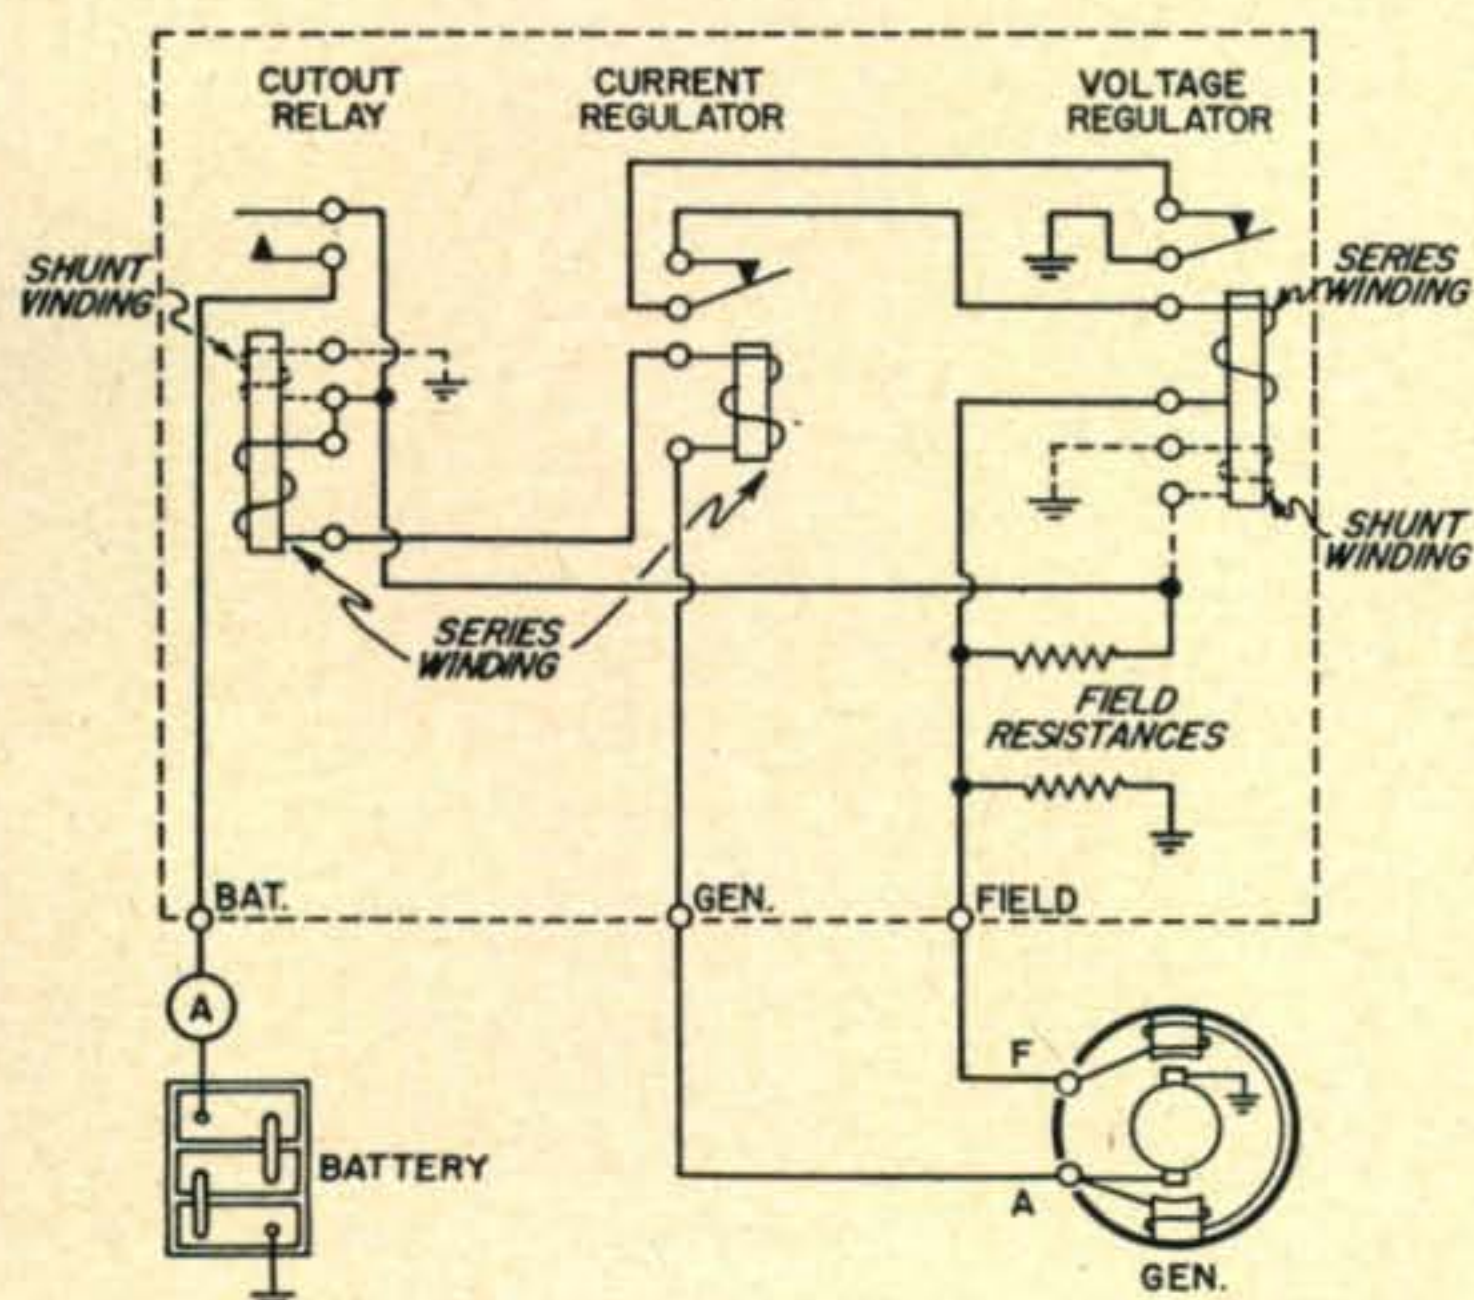 CUTOUT
RELAY
CURRENT
REGULATOR
VOLTAGE
REGULATOR
SHUNT
VINDING
SERIES
WINDING
SHUNT
WINDING
SERIES
WINDING
FIELD
RESISTANCES
BAT.
GEN.
FIELD
A
BATTERY
F
A
GEN.